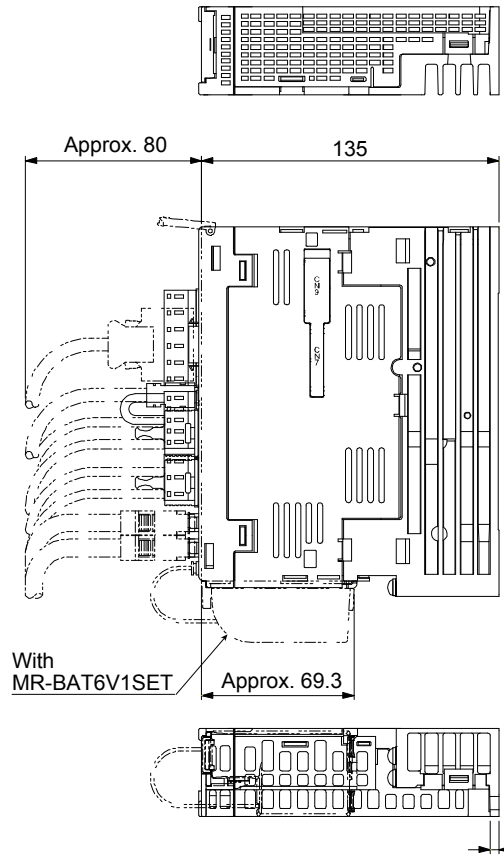 Approx. 80
135
CN9
CN7
With
MR-BAT6V1SET
Approx. 69.3